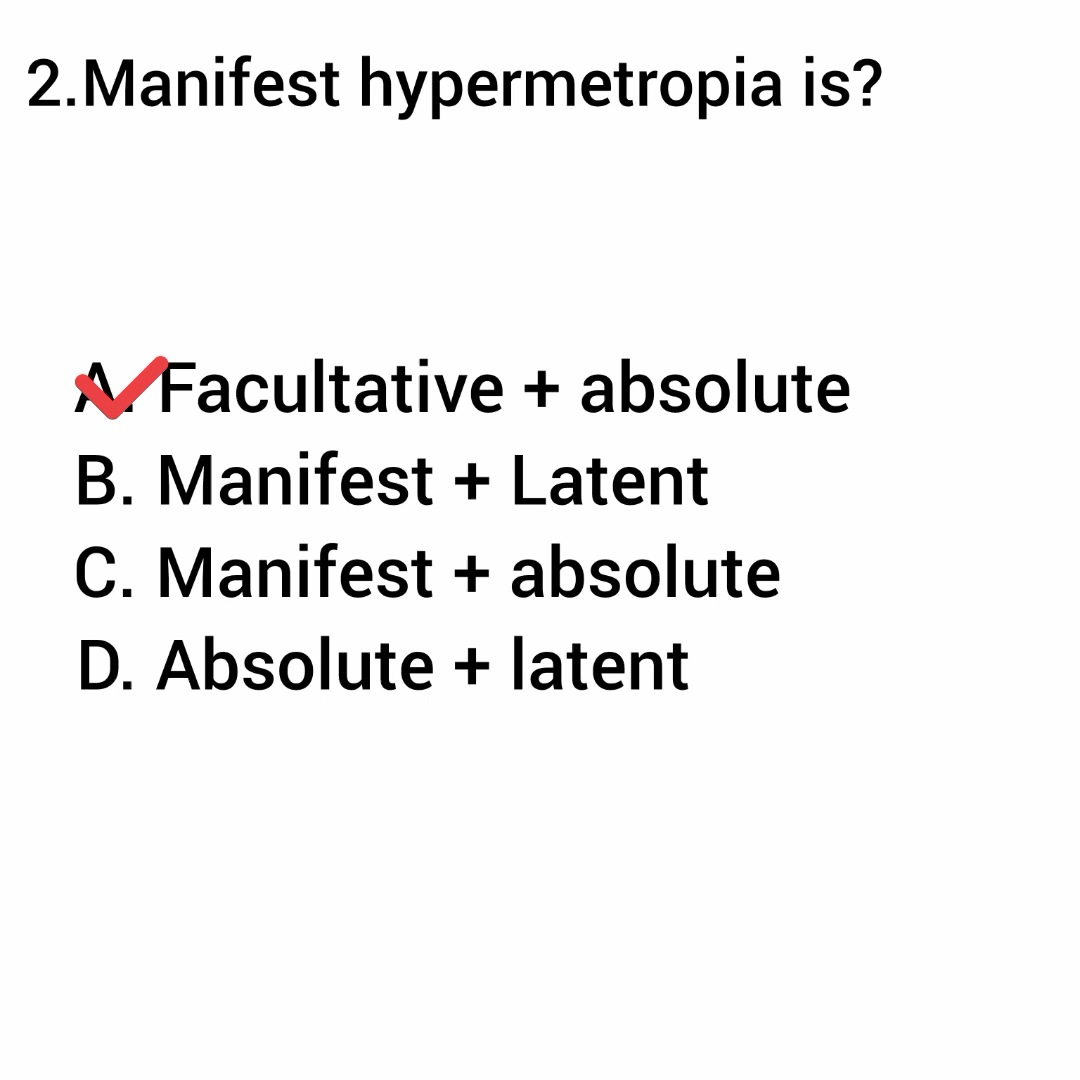 2.Manifest hypermetropia is?
A. Facultative + absolute
B. Manifest + Latent
C. Manifest + absolute
D. Absolute + latent